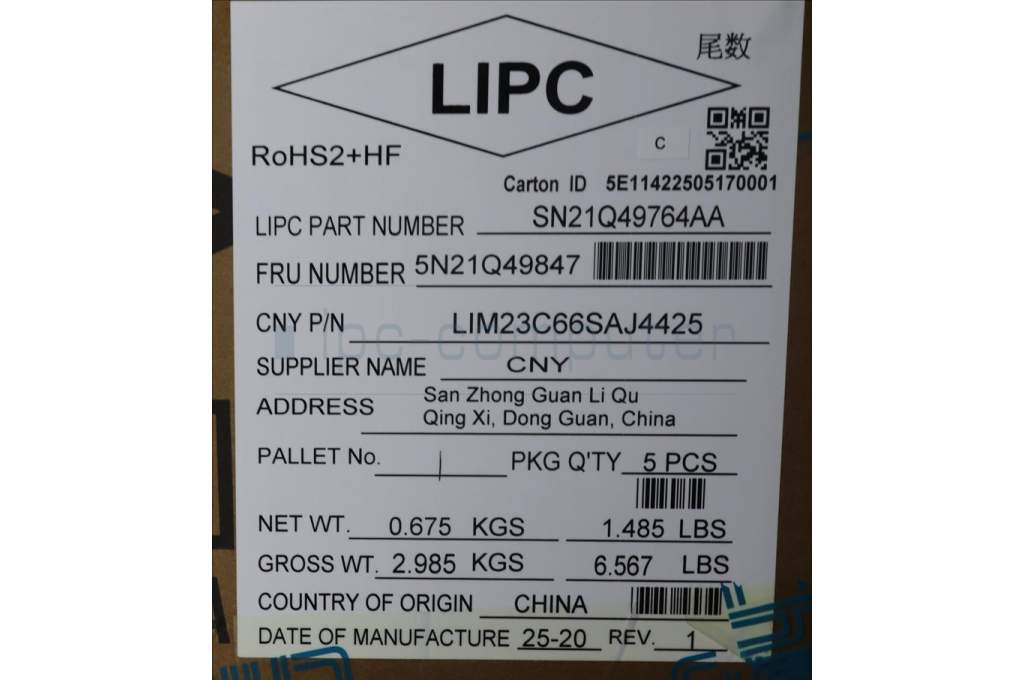 尾数
LIPC
C
RoHS2+HF
Carton ID 5E11422505170001
LIPC PART NUMBER SN21Q49764AA
FRU NUMBER 5N21Q49847
CNY P/N LIM23C66SAJ4425
ipc-computer
SUPPLIER NAME CNY
ADDRESS San Zhong Guan Li Qu
Qing Xi, Dong Guan, China
PALLET No. | PKG Q'TY 5 PCS
NET WT. 0.675 KGS 1.485 LBS
GROSS WT. 2.985 KGS 6.567 LBS
COUNTRY OF ORIGIN CHINA
DATE OF MANUFACTURE 25-20 REV. 1